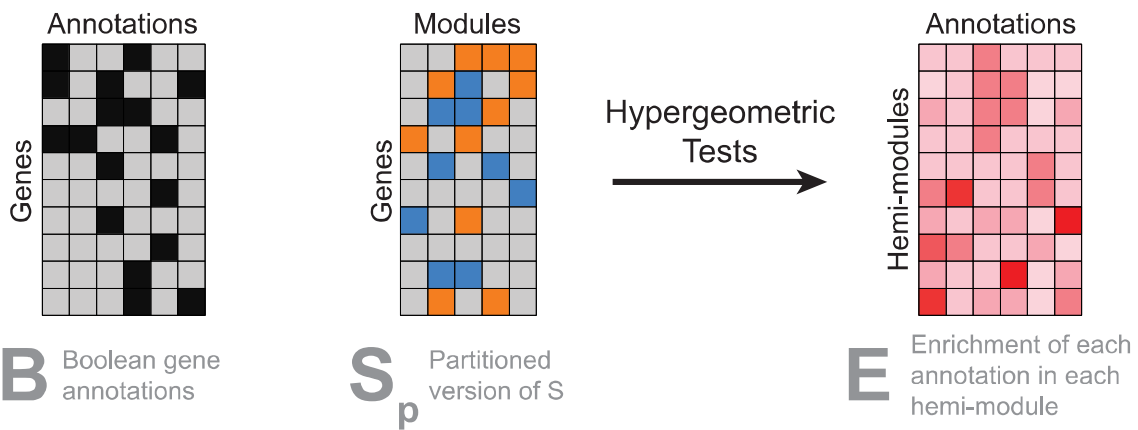 Annotations
Genes
B
Boolean gene
annotations
Modules
Genes
Sp
Partitioned
version of S
Hypergeometric
Tests
Annotations
Hemi-modules
E
Enrichment of each
annotation in each
hemi-module